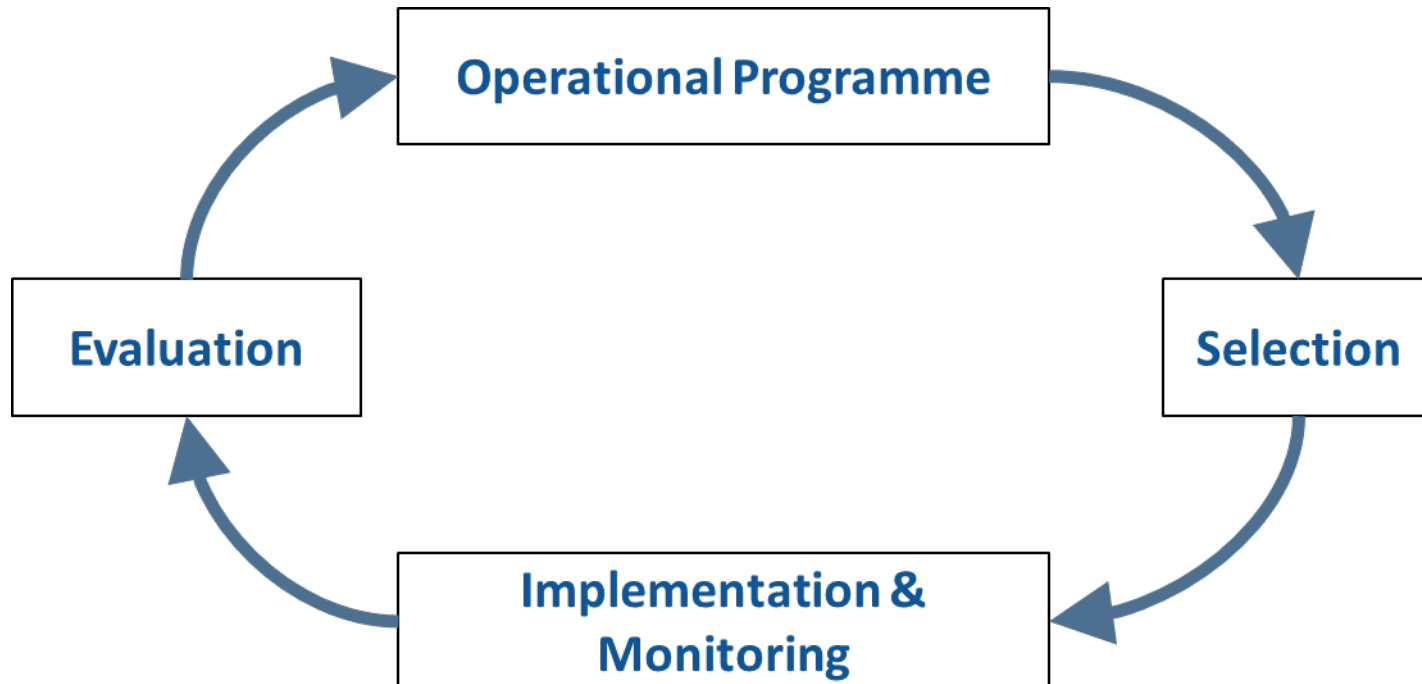 Operational Programme
Evaluation
Selection
Implementation &
Monitoring